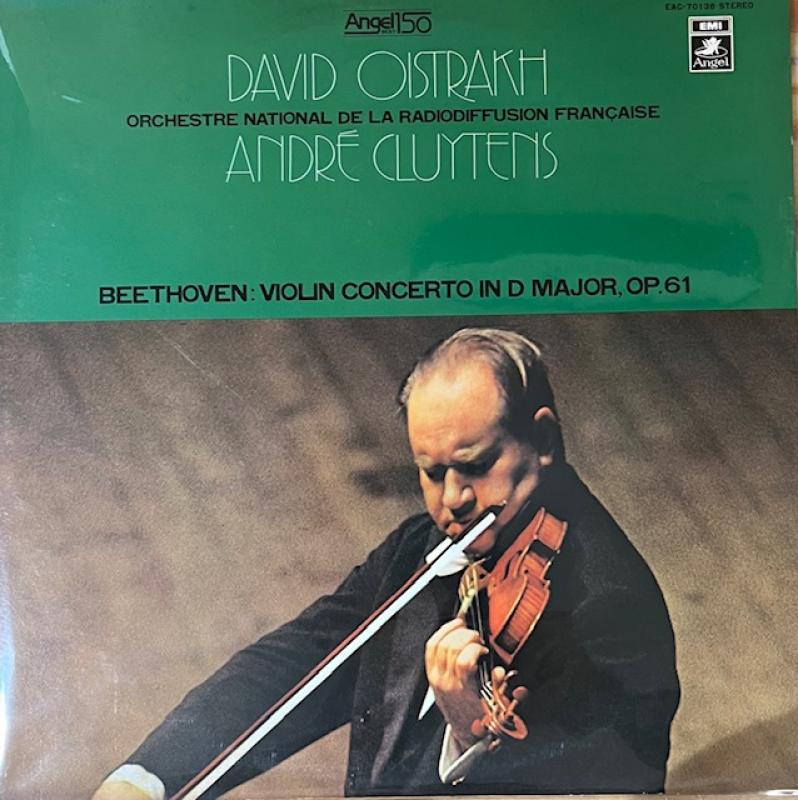 EAC-70138 STEREO
Angel BEST 150
EMI
Angel
DAVID OISTRAKH
ORCHESTRE NATIONAL DE LA RADIODIFFUSION FRANÇAISE
ANDRÉ CLUYTENS
BEETHOVEN: VIOLIN CONCERTO IN D MAJOR, OP.61